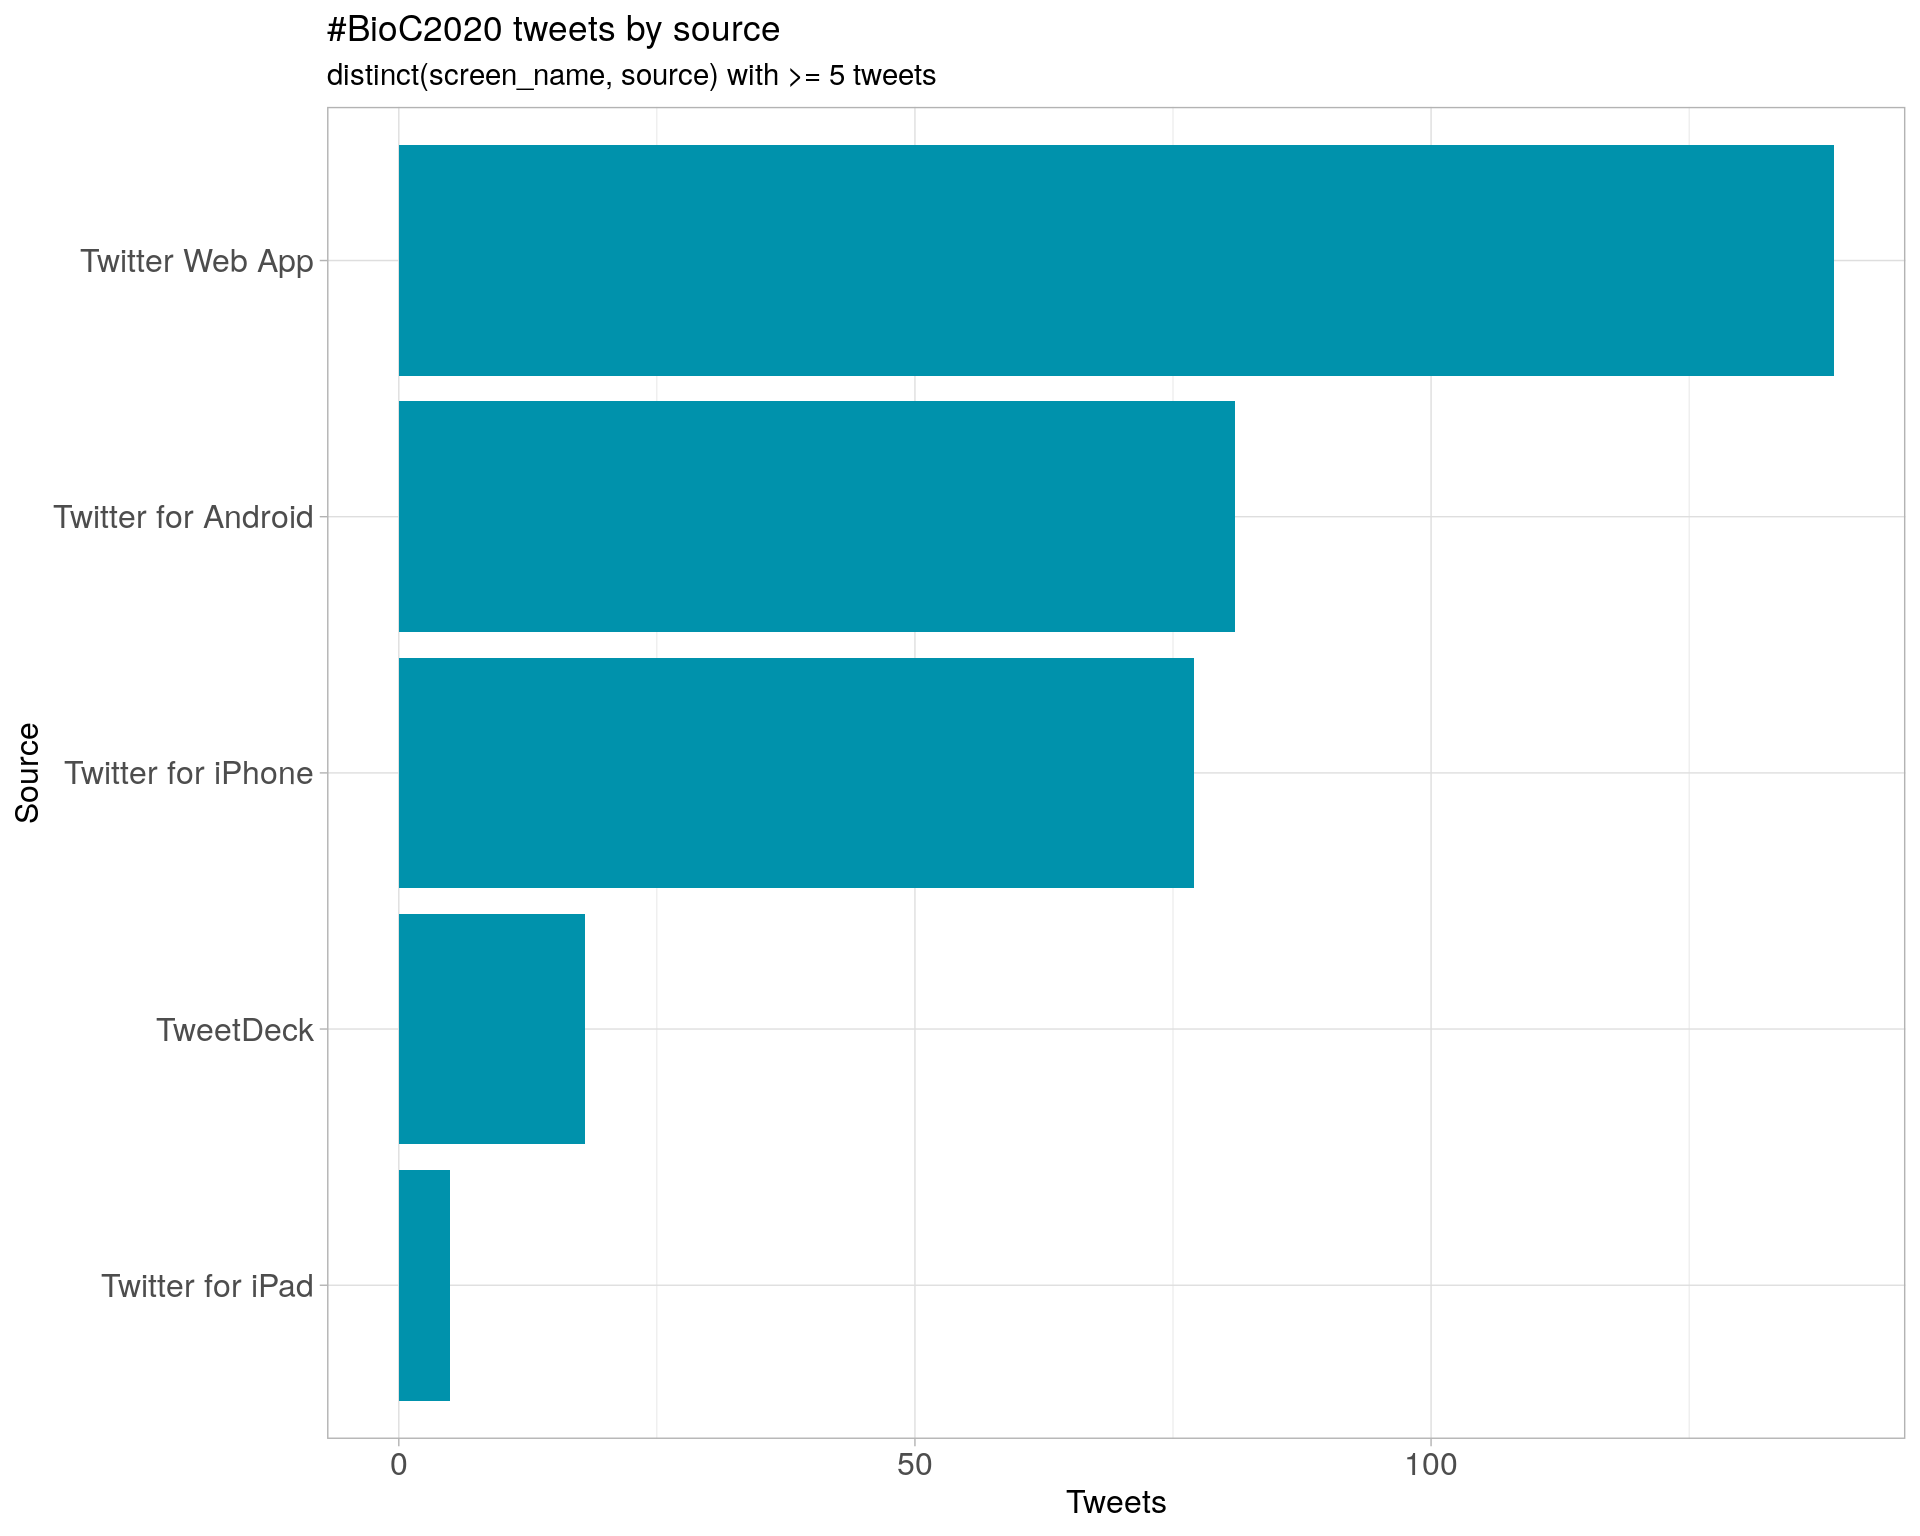 #BioC2020 tweets by source
distinct(screen_name, source) with >= 5 tweets
Source
Twitter Web App
Twitter for Android
Twitter for iPhone
TweetDeck
Twitter for iPad
0 50 100
Tweets